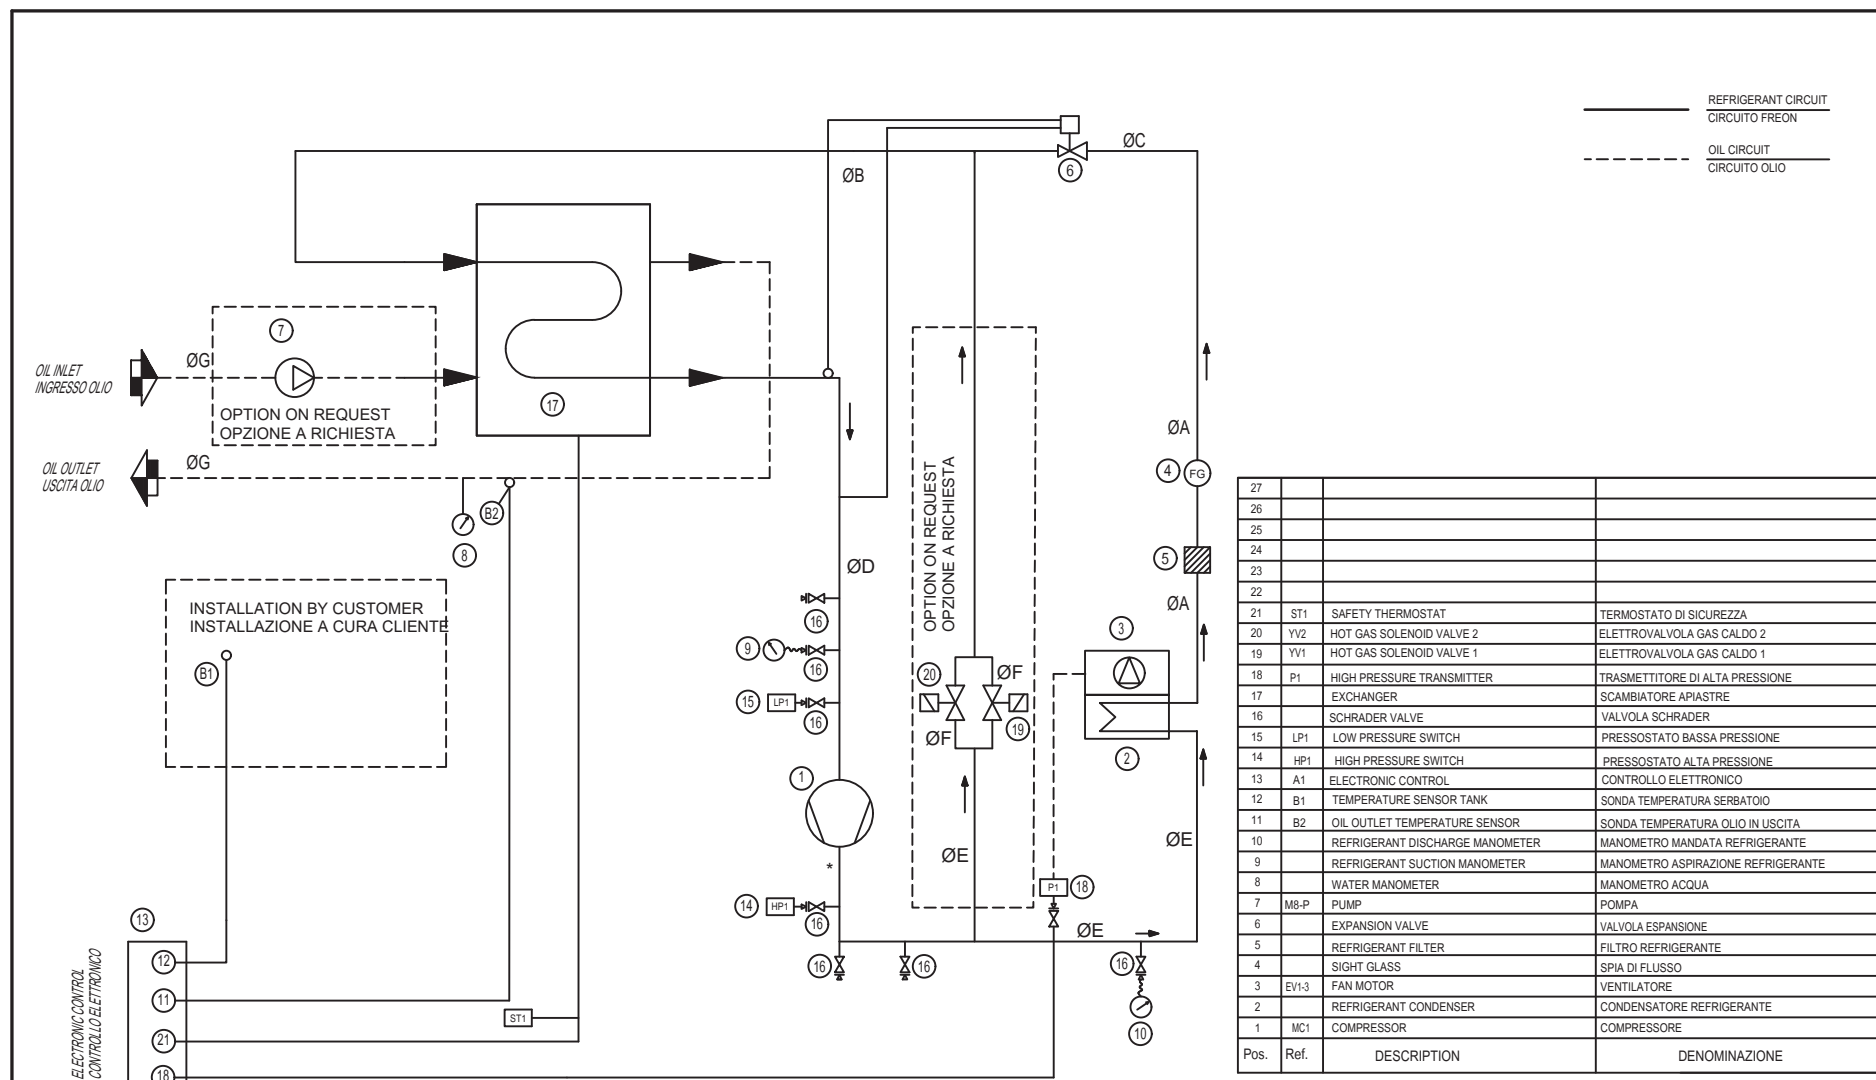 REFRIGERANT CIRCUIT
CIRCUITO FREON
OIL CIRCUIT
CIRCUITO OLIO
ØC
6
ØB
7
ØG
OIL INLET
INGRESSO OLIO
OPTION ON REQUEST
OPZIONE A RICHIESTA
17
ØG
OIL OUTLET
USCITA OLIO
B2
8
INSTALLATION BY CUSTOMER
INSTALLAZIONE A CURA CLIENTE
B1
ØD
16
9
16
15 LP1
16
1
*
14 HP1
16
16
16
OPTION ON REQUEST
OPZIONE A RICHIESTA
20
ØF
ØF
19
ØE
ØA
4 FG
5
ØA
3
2
ØE
P1 18
ØE
16
10
13
ELECTRONIC CONTROL
CONTROLLO ELETTRONICO
12
11
21
18
ST1
27
26
25
24
23
22
21 ST1 SAFETY THERMOSTAT TERMOSTATO DI SICUREZZA
20 YV2 HOT GAS SOLENOID VALVE 2 ELETTROVALVOLA GAS CALDO 2
19 YV1 HOT GAS SOLENOID VALVE 1 ELETTROVALVOLA GAS CALDO 1
18 P1 HIGH PRESSURE TRANSMITTER TRASMETTITORE DI ALTA PRESSIONE
17 EXCHANGER SCAMBIATORE APIASTRE
16 SCHRADER VALVE VALVOLA SCHRADER
15 LP1 LOW PRESSURE SWITCH PRESSOSTATO BASSA PRESSIONE
14 HP1 HIGH PRESSURE SWITCH PRESSOSTATO ALTA PRESSIONE
13 A1 ELECTRONIC CONTROL CONTROLLO ELETTRONICO
12 B1 TEMPERATURE SENSOR TANK SONDA TEMPERATURA SERBATOIO
11 B2 OIL OUTLET TEMPERATURE SENSOR SONDA TEMPERATURA OLIO IN USCITA
10 REFRIGERANT DISCHARGE MANOMETER MANOMETRO MANDATA REFRIGERANTE
9 REFRIGERANT SUCTION MANOMETER MANOMETRO ASPIRAZIONE REFRIGERANTE
8 WATER MANOMETER MANOMETRO ACQUA
7 M8-P PUMP POMPA
6 EXPANSION VALVE VALVOLA ESPANSIONE
5 REFRIGERANT FILTER FILTRO REFRIGERANTE
4 SIGHT GLASS SPIA DI FLUSSO
3 EV1-3 FAN MOTOR VENTILATORE
2 REFRIGERANT CONDENSER CONDENSATORE REFRIGERANTE
1 MC1 COMPRESSOR COMPRESSORE
Pos. Ref. DESCRIPTION DENOMINAZIONE